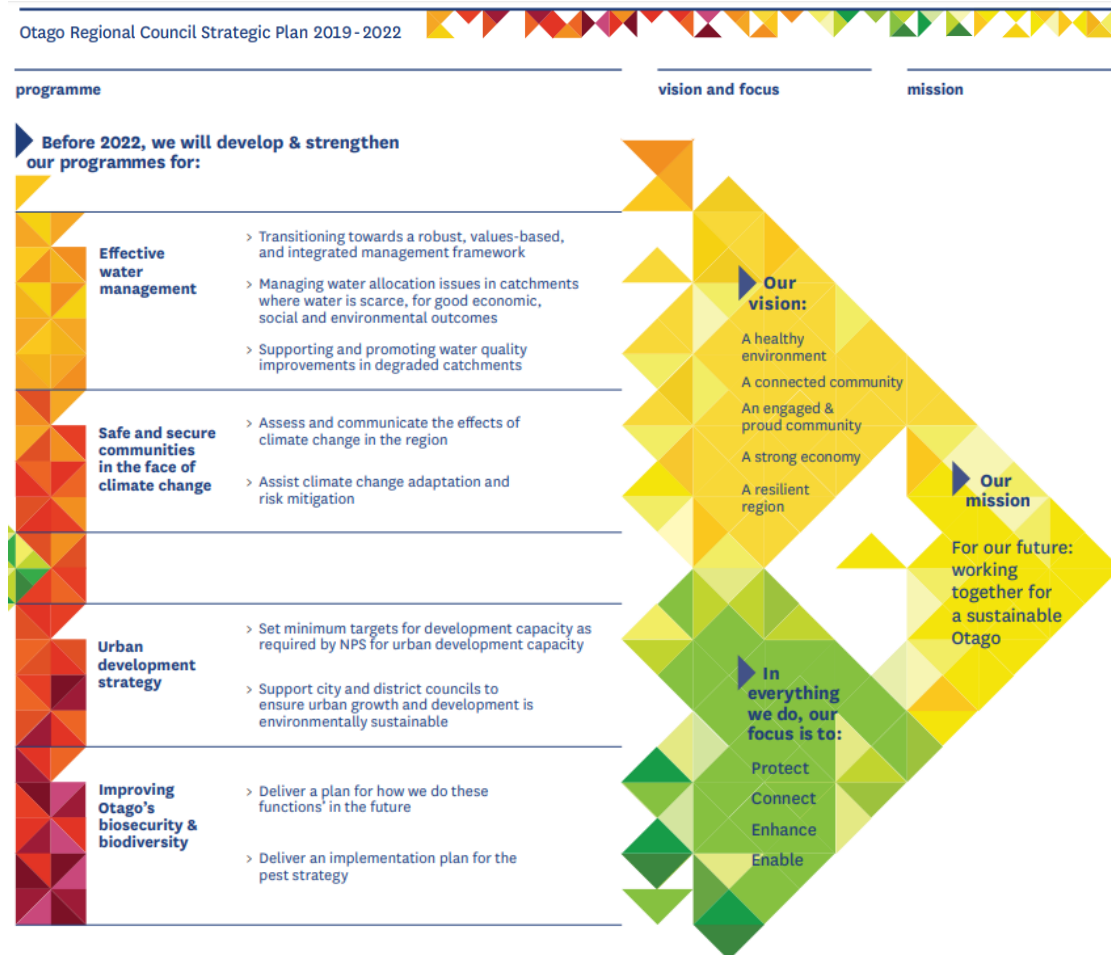 Otago Regional Council Strategic Plan 2019-2022
programme
vision and focus
mission
Before 2022, we will develop & strengthen
our programmes for:
Effective
water
management
> Transitioning towards a robust, values-based,
and integrated management framework
> Managing water allocation issues in catchments
where water is scarce, for good economic,
social and environmental outcomes
> Supporting and promoting water quality
improvements in degraded catchments
Safe and secure
communities
in the face of
climate change
> Assess and communicate the effects of
climate change in the region
> Assist climate change adaptation and
risk mitigation
Urban
development
strategy
> Set minimum targets for development capacity as
required by NPS for urban development capacity
> Support city and district councils to
ensure urban growth and development is
environmentally sustainable
Improving
Otago's
biosecurity &
biodiversity
> Deliver a plan for how we do these
functions' in the future
> Deliver an implementation plan for the
pest strategy
Our
vision:
A healthy
environment
A connected community
An engaged &
proud community
A strong economy
A resilient
region
In
everything
we do, our
focus is to:
Protect
Connect
Enhance
Enable
Our
mission
For our future:
working
together for
a sustainable
Otago